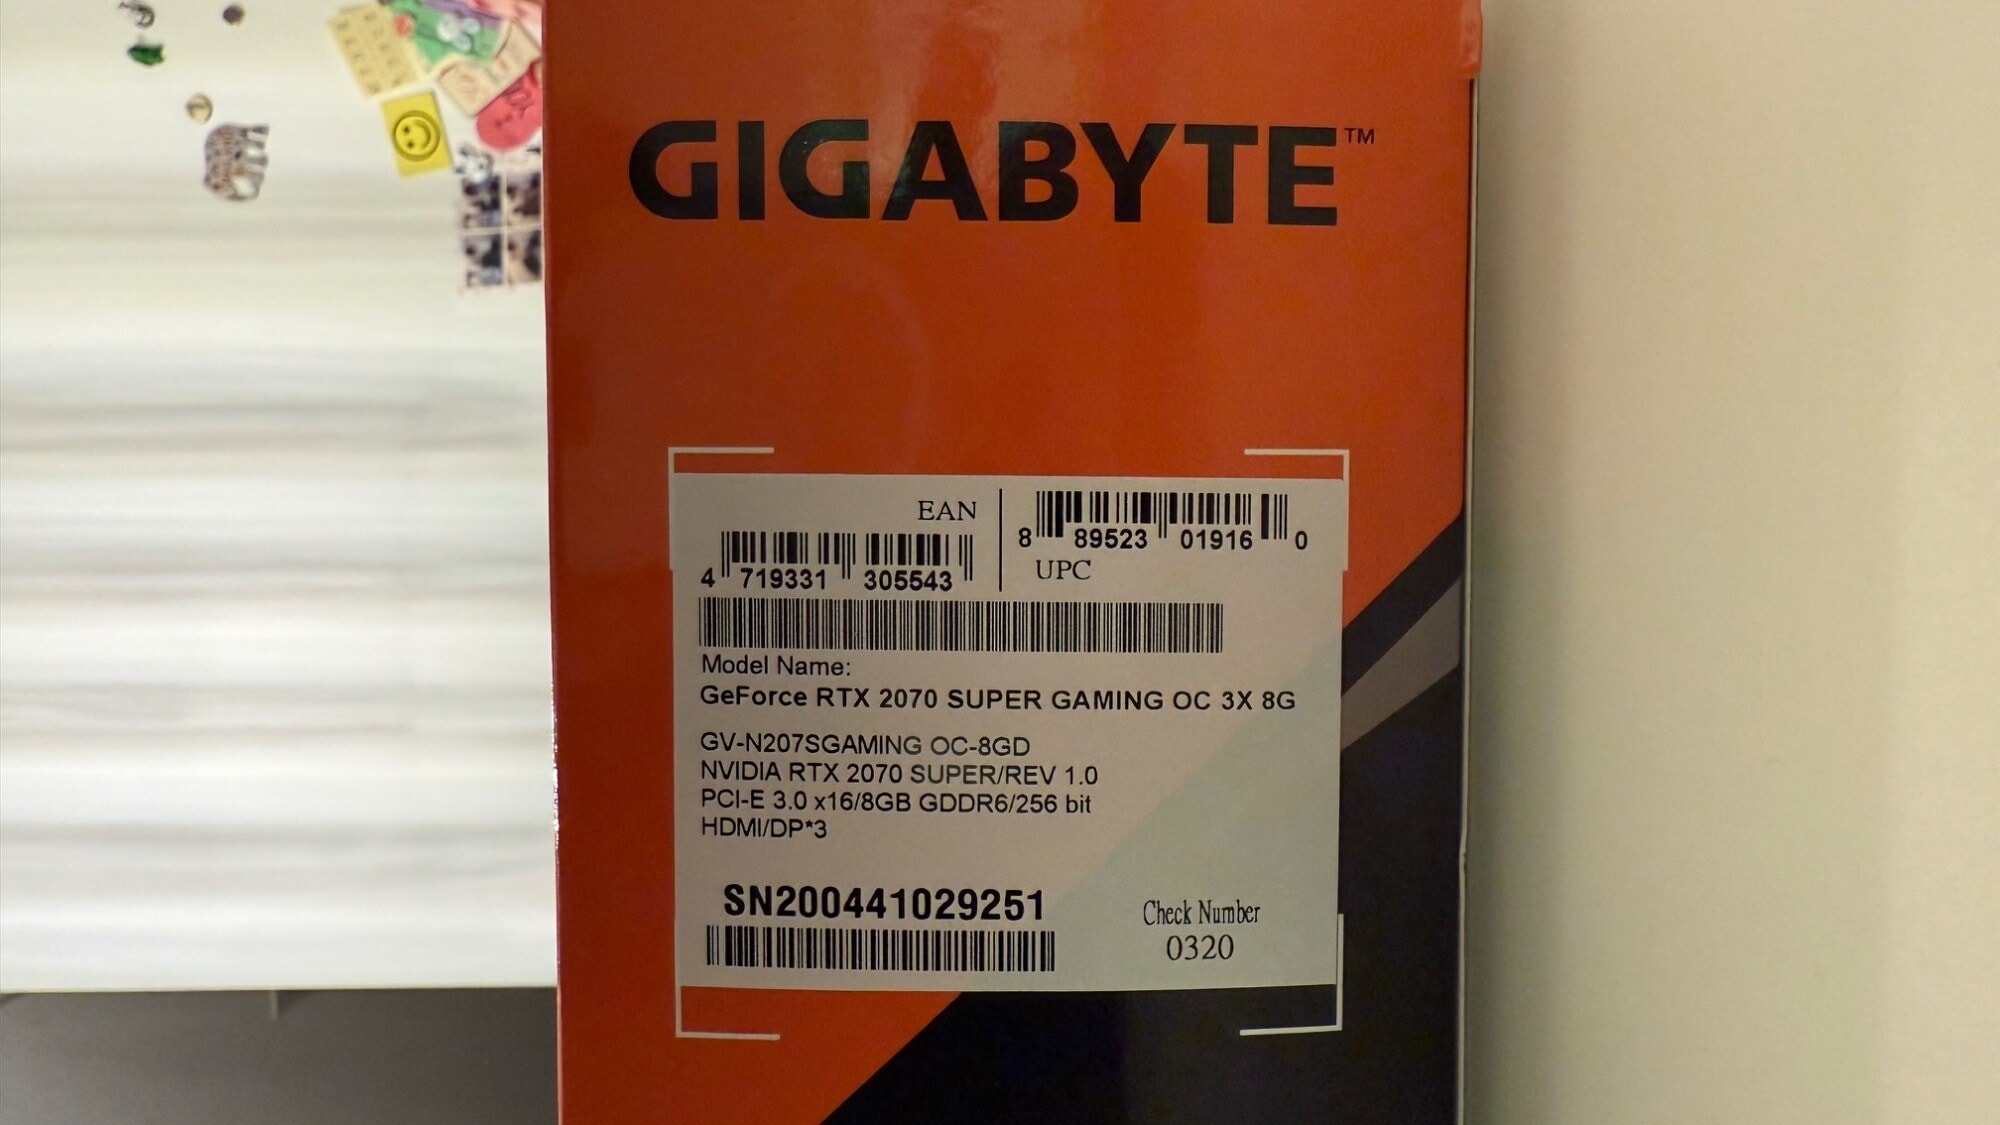 GIGABYTE™
EAN
4 719331 305543
8 89523 01916 0
UPC
Model Name:
GeForce RTX 2070 SUPER GAMING OC 3X 8G
GV-N207SGAMING OC-8GD
NVIDIA RTX 2070 SUPER/REV 1.0
PCI-E 3.0 x16/8GB GDDR6/256 bit
HDMI/DP*3
SN200441029251
Check Number
0320